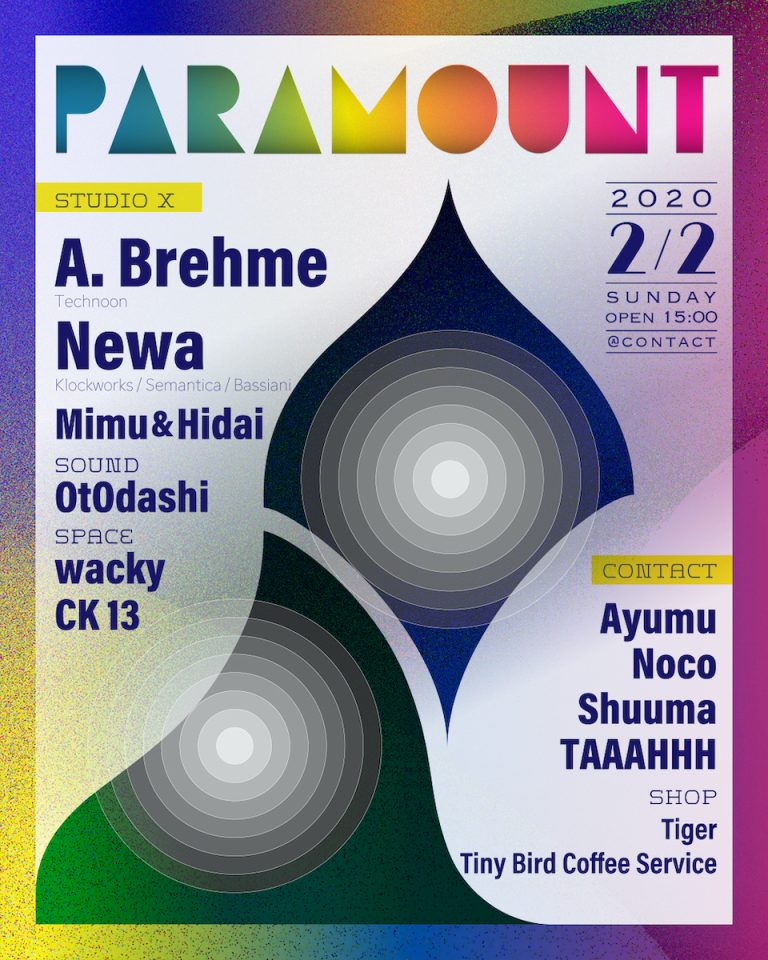 PARAMOUNT
STUDIO X
A. Brehme
Technoon
Newa
Klockworks / Semantica / Bassiani
Mimu & Hidai
SOUND
OtOdashi
SPACE
wacky
CK 13
2020
2/2
SUNDAY
OPEN 15:00
@CONTACT
CONTACT
Ayumu
Noco
Shuuma
TAAAHHH
SHOP
Tiger
Tiny Bird Coffee Service